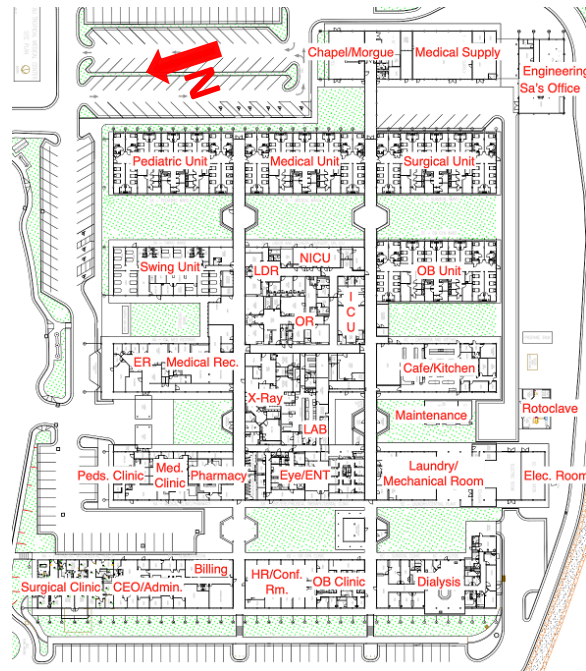 Chapel/Morgue
Medical Supply
N
Engineering
Sa's Office
Pediatric Unit
Medical Unit
Surgical Unit
Swing Unit
LDR
NICU
OB Unit
I
C
U
OR
ER
Medical Rec.
Cafe/Kitchen
X-Ray
Maintenance
Rotoclave
LAB
Peds. Clinic
Med.
Clinic
Pharmacy
Eye/ENT
Laundry/
Mechanical Room
Elec. Room
Billing
HR/Conf.
Rm.
Surgical Clinic
CEO/Admin.
OB Clinic
Dialysis